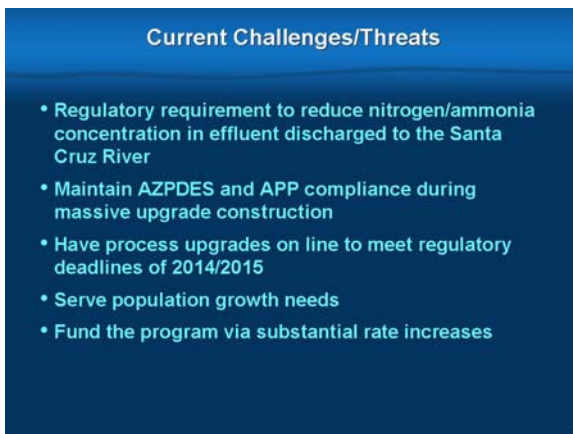 Current Challenges/Threats
• Regulatory requirement to reduce nitrogen/ammonia
concentration in effluent discharged to the Santa
Cruz River
• Maintain AZPDES and APP compliance during
massive upgrade construction
• Have process upgrades on line to meet regulatory
deadlines of 2014/2015
• Serve population growth needs
• Fund the program via substantial rate increases